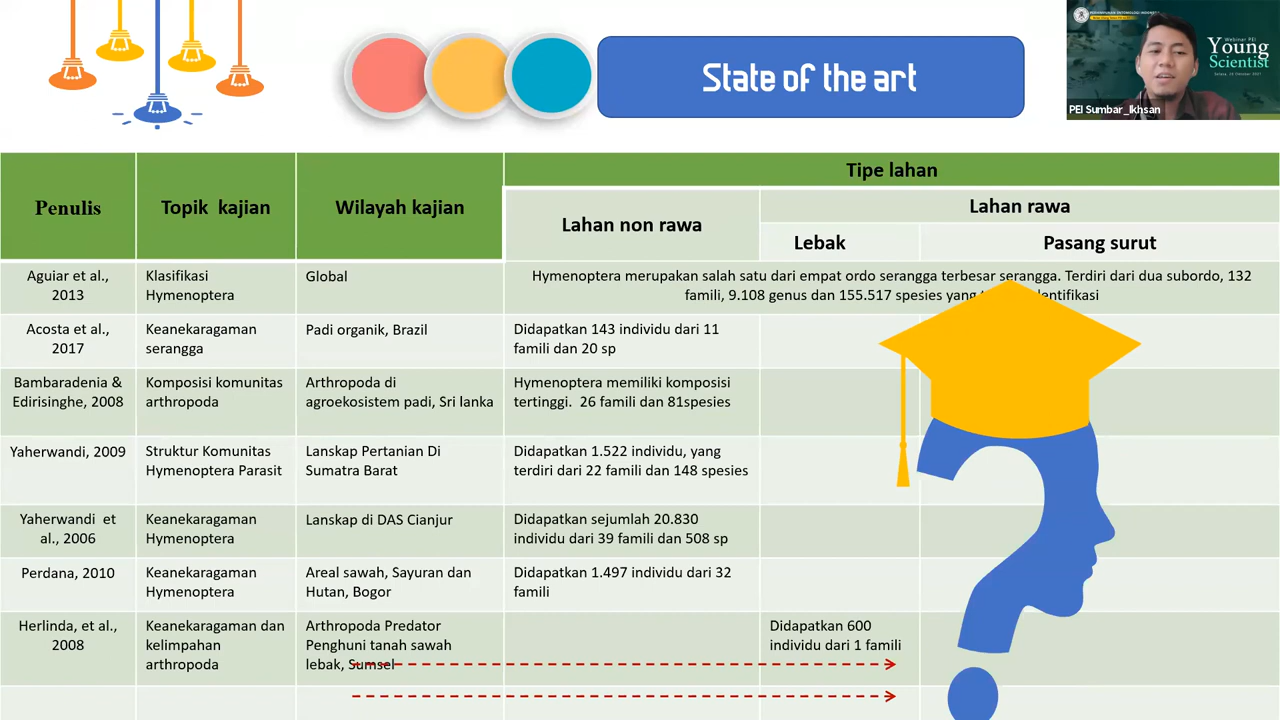 State of the art
PERHIMPUNAN ENTOMOLOGI INDONESIA
Webinar PEI
Young
Scientist
PEI Sumbar_Ikhsan
Penulis
Topik kajian
Wilayah kajian
Tipe lahan
Lahan non rawa
Lahan rawa
Lebak
Pasang surut
Aguiar et al.,
2013
Klasifikasi
Hymenoptera
Global
Hymenoptera merupakan salah satu dari empat ordo serangga terbesar serangga. Terdiri dari dua subordo, 132
famili, 9.108 genus dan 155.517 spesies yang
Acosta et al.,
2017
Keanekaragaman
serangga
Padi organik, Brazil
Didapatkan 143 individu dari 11
famili dan 20 sp
Bambaradenia &
Edirisinghe, 2008
Komposisi komunitas
arthropoda
Arthropoda di
agroekosistem padi, Sri lanka
Hymenoptera memiliki komposisi
tertinggi. 26 famili dan 81spesies
Yaherwandi, 2009
Struktur Komunitas
Hymenoptera Parasit
Lanskap Pertanian Di
Sumatra Barat
Didapatkan 1.522 individu, yang
terdiri dari 22 famili dan 148 spesies
Yaherwandi et
al., 2006
Keanekaragaman
Hymenoptera
Lanskap di DAS Cianjur
Didapatkan sejumlah 20.830
individu dari 39 famili dan 508 sp
Perdana, 2010
Keanekaragaman
Hymenoptera
Areal sawah, Sayuran dan
Hutan, Bogor
Didapatkan 1.497 individu dari 32
famili
Herlinda, et al.,
2008
Keanekaragaman dan
kelimpahan
arthropoda
Arthropoda Predator
Penghuni tanah sawah
lebak, Sumsel
Didapatkan 600
individu dari 1 famili